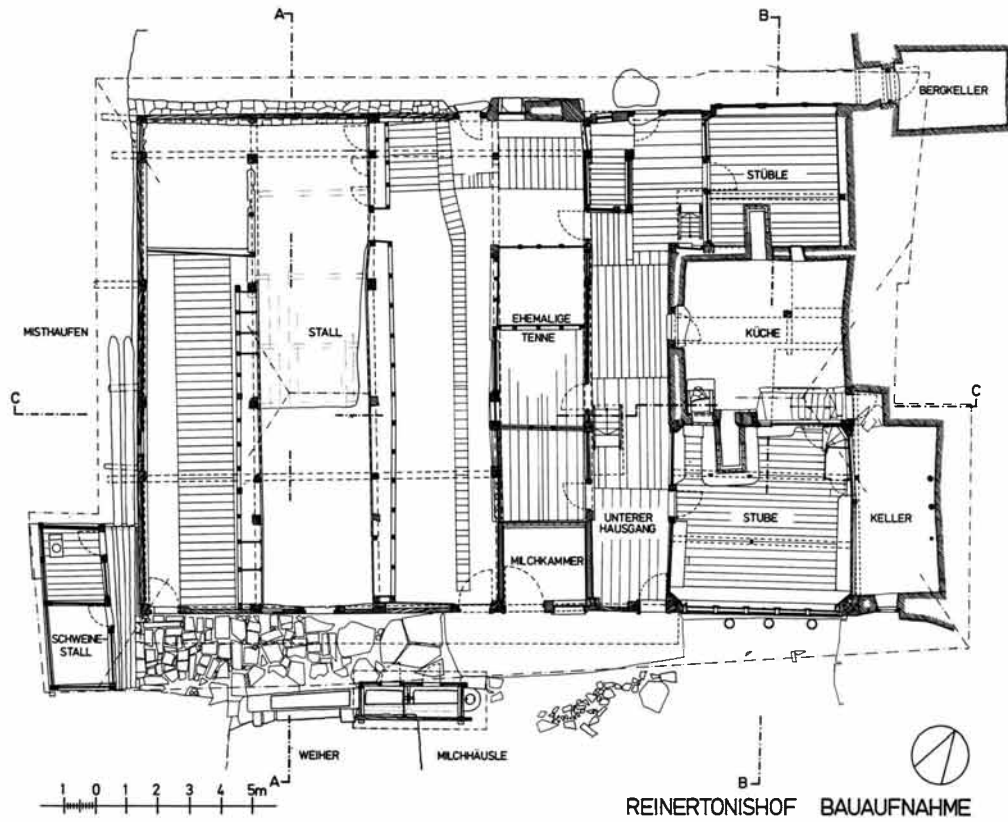 A
B
BERGKELLER
STÜBLE
MISTHAUFEN
STALL
EHEMALIGE
TENNE
KÜCHE
C
C
UNTERER
HAUSGANG
STUBE
KELLER
MILCHKAMMER
SCHWEINE-
STALL
WEIHER
MILCHHÄUSLE
A
B
1 0 1 2 3 4 5m
REINERTONISHOF BAUAUFNAHME